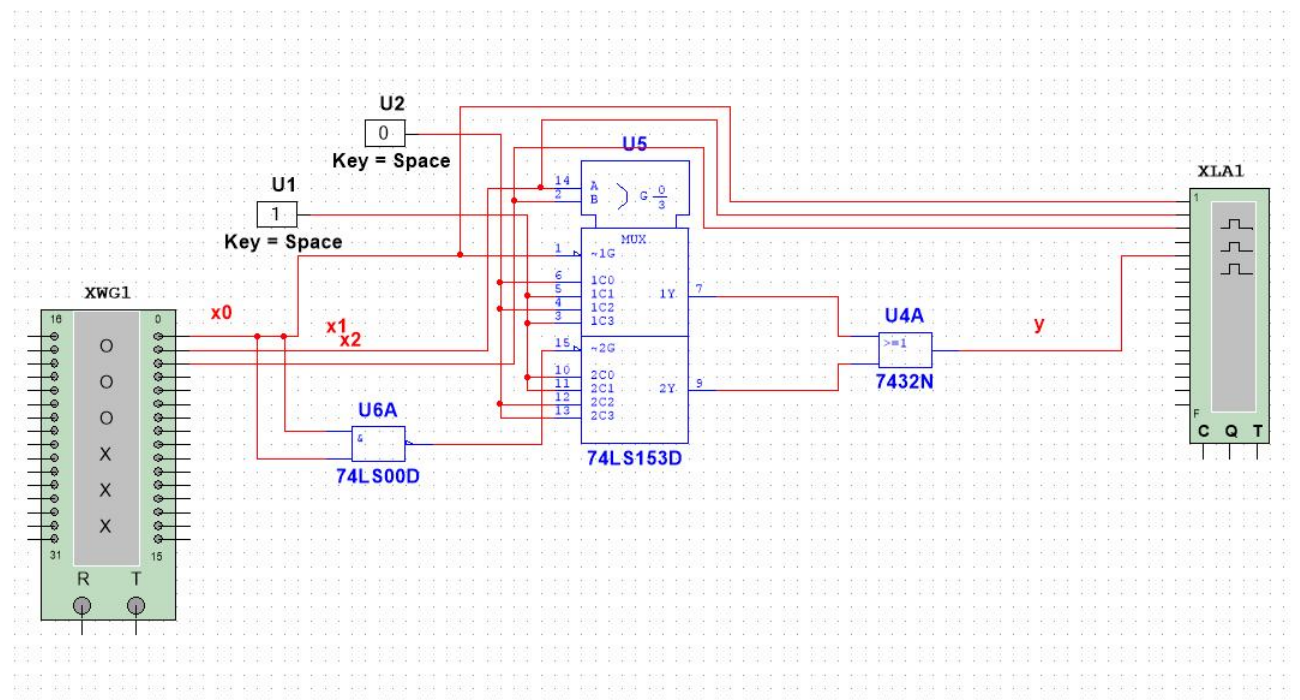 U2
0
Key = Space
U1
1
Key = Space
U5
14 A
2 B
G 0
3
MUX
1 ~1G
6 1C0
5 1C1
4 1C2
3 1C3
1Y 7
15 ~2G
10 2C0
11 2C1
12 2C2
13 2C3
2Y 9
74LS153D
XWG1
16 0
O
O
O
X
X
X
31 15
R T
x0
x1
x2
U6A
&
74LS00D
U4A
>=1
7432N
y
XLA1
1
F
C Q T